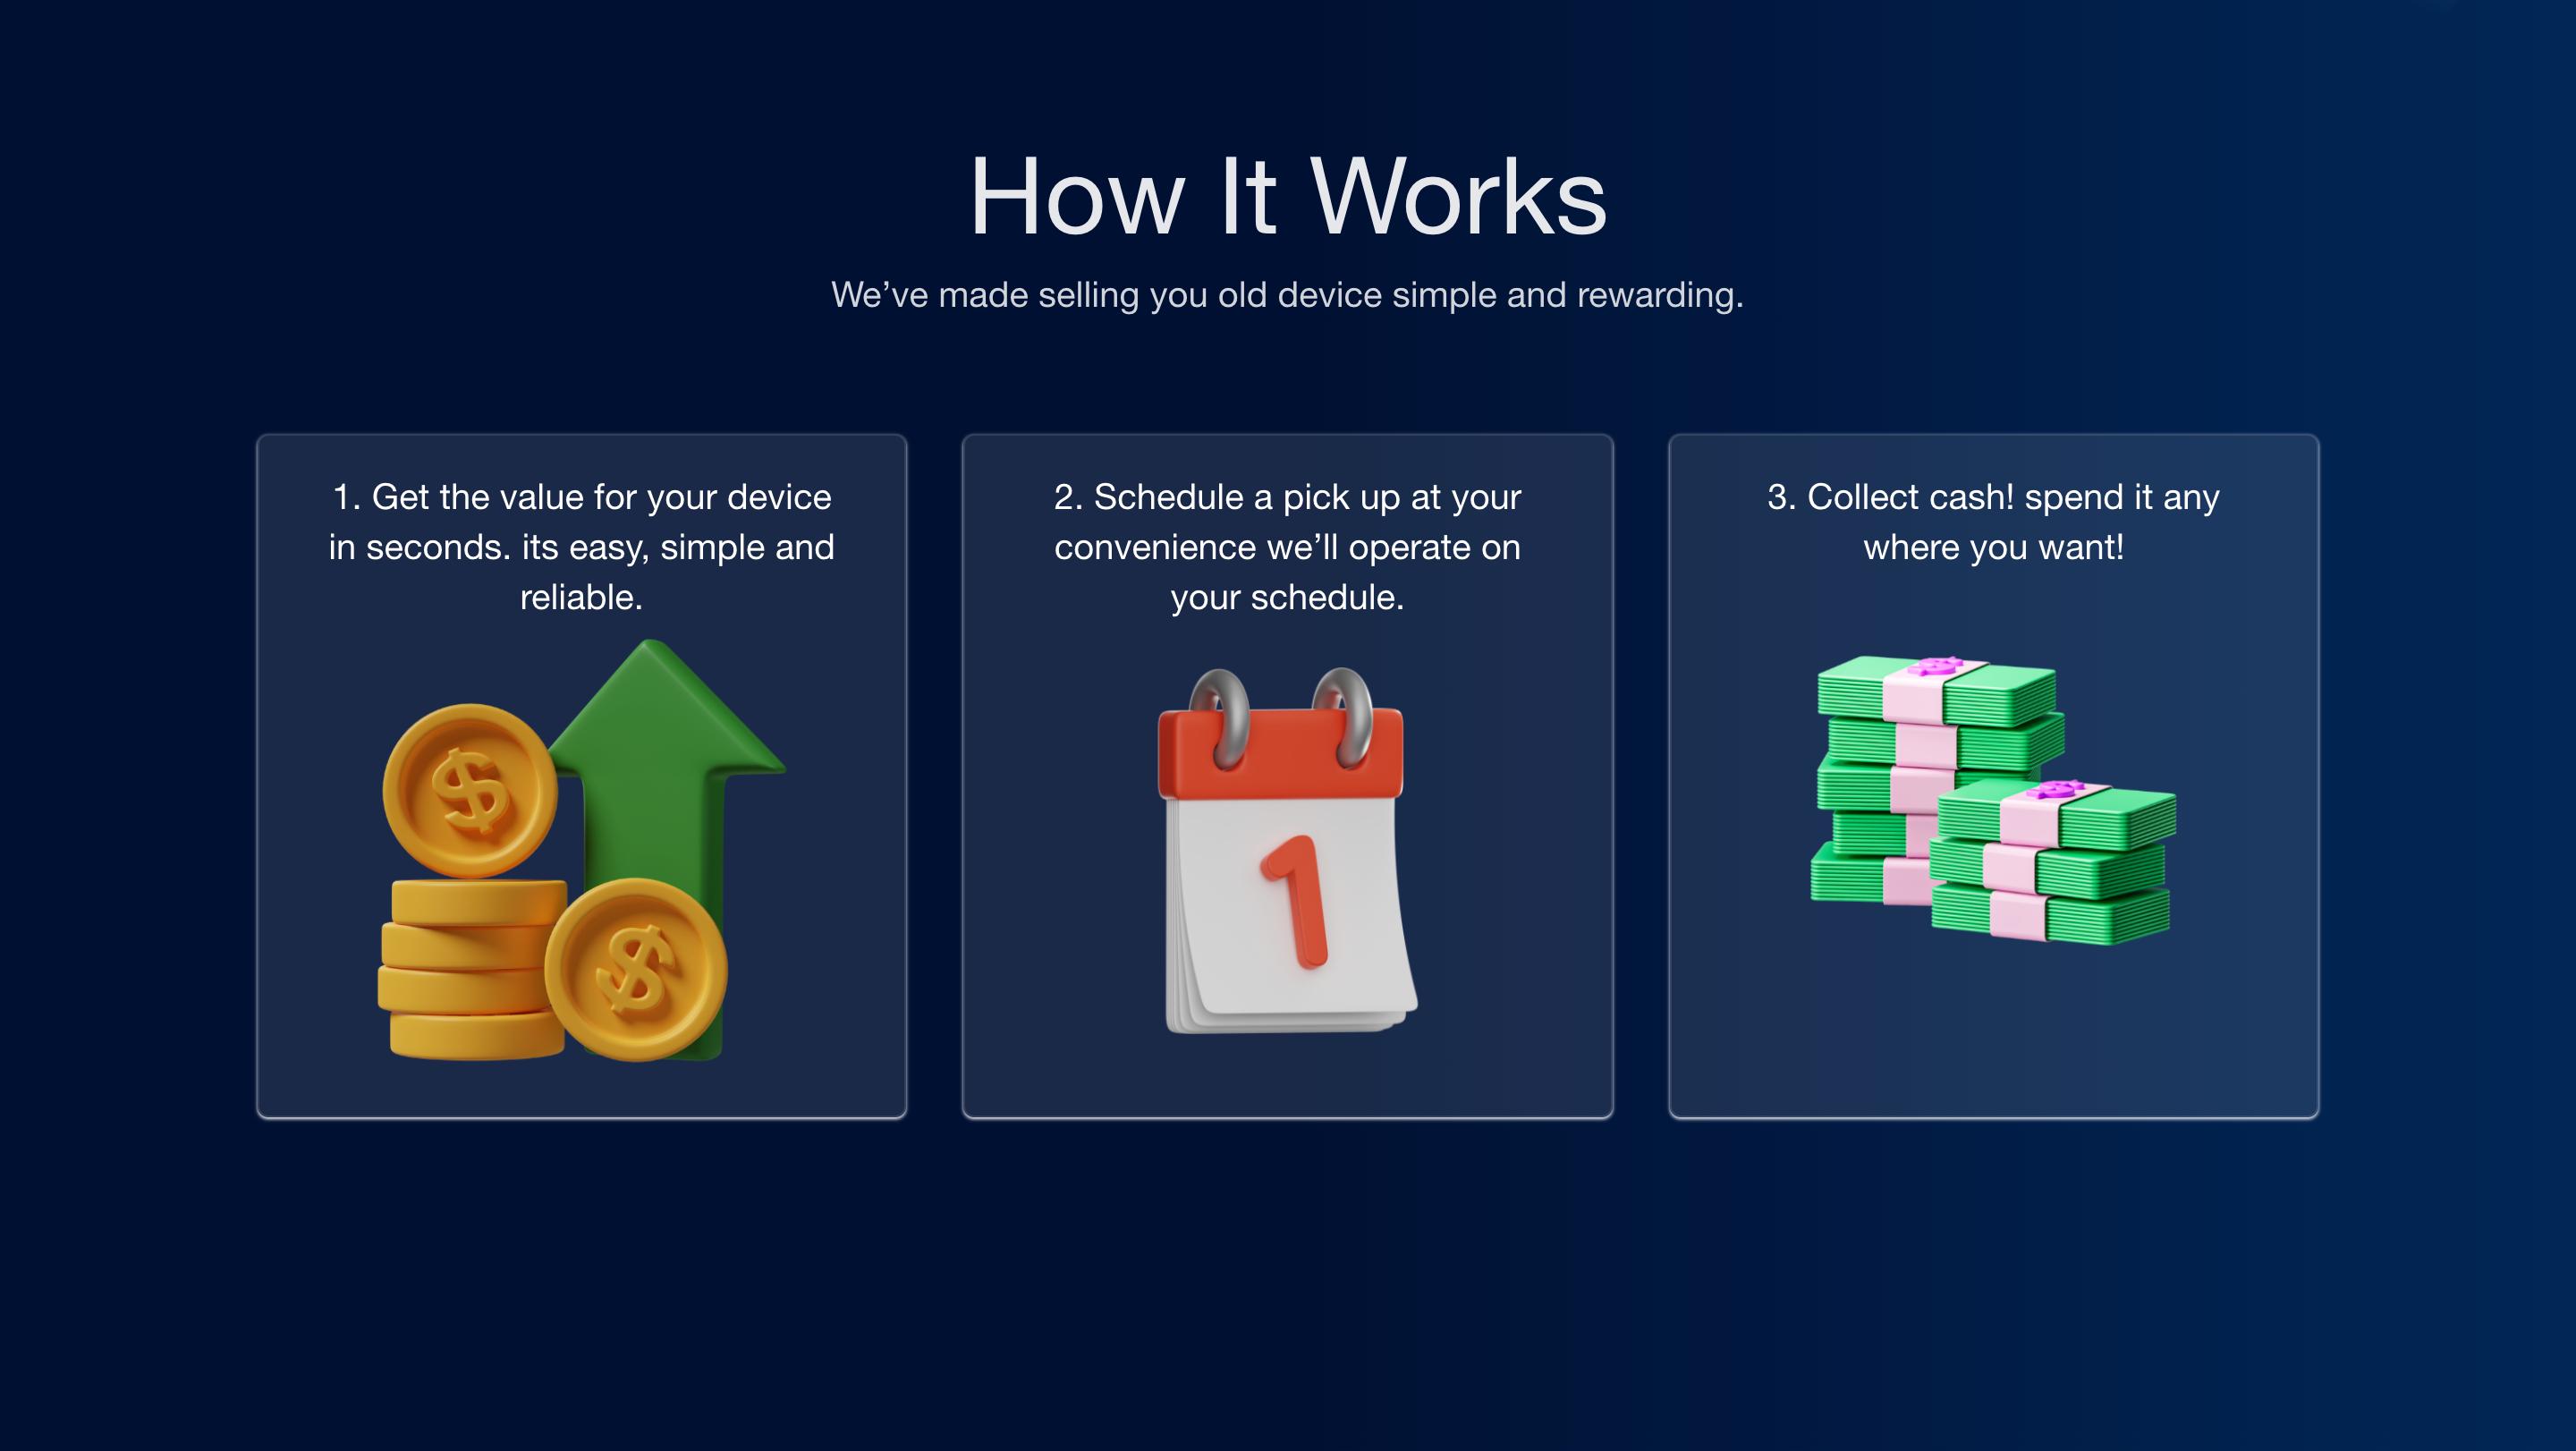 How It Works
We’ve made selling you old device simple and rewarding.
1. Get the value for your device
in seconds. its easy, simple and
reliable.
2. Schedule a pick up at your
convenience we’ll operate on
your schedule.
3. Collect cash! spend it any
where you want!
$
$
1